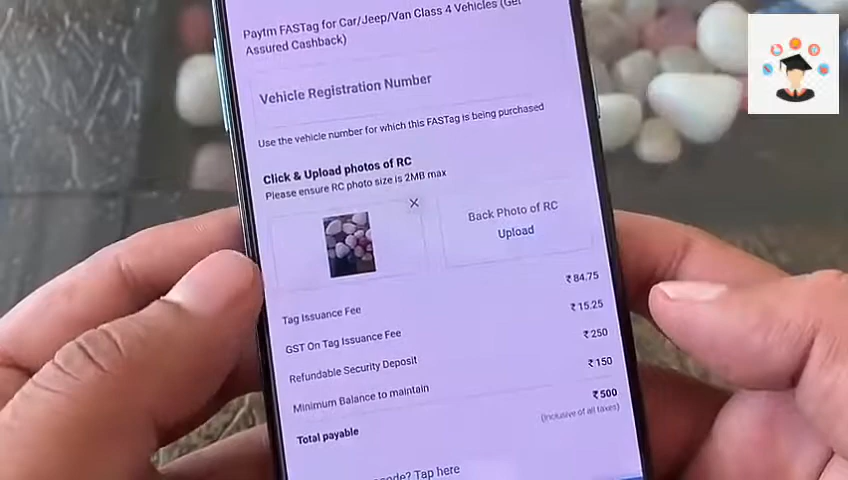 Paytm FASTag for Car/Jeep/Van Class 4 Vehicles (Get
Assured Cashback)
Vehicle Registration Number
Use the vehicle number for which this FASTag is being purchased
Click & Upload photos of RC
Please ensure RC photo size is 2MB max
Back Photo of RC
Upload
Tag Issuance Fee ₹ 84.75
GST On Tag Issuance Fee ₹ 15.25
Refundable Security Deposit ₹ 250
Minimum Balance to maintain ₹ 150
Total payable ₹ 500
(Inclusive of all taxes)
Tap here